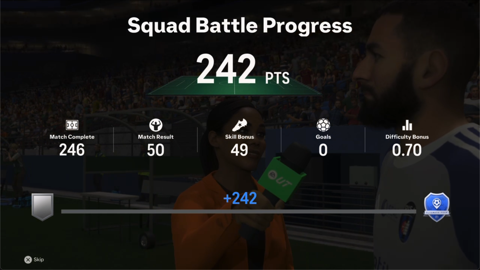 Squad Battle Progress
242 PTS
Match Complete
246
Match Result
50
Skill Bonus
49
Goals
0
Difficulty Bonus
0.70
+242
UT
Skip